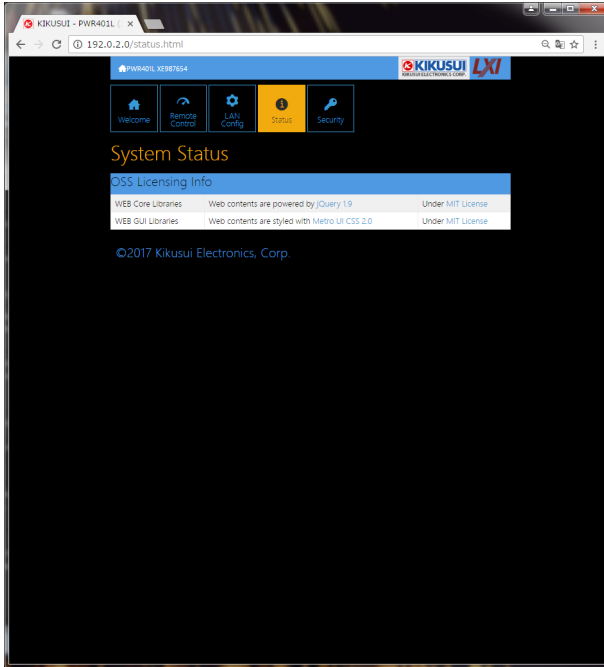 KIKUSUI - PWR401L (
192.0.2.0/status.html
PWR401L XE987654
KIKUSUI
KIKUSUI ELECTRONICS CORP.
LXI
Welcome
Remote Control
LAN Config
Status
Security
System Status
OSS Licensing Info
WEB Core Libraries Web contents are powered by jQuery 1.9 Under MIT License
WEB GUI Libraries Web contents are styled with Metro UI CSS 2.0 Under MIT License
©2017 Kikusui Electronics, Corp.